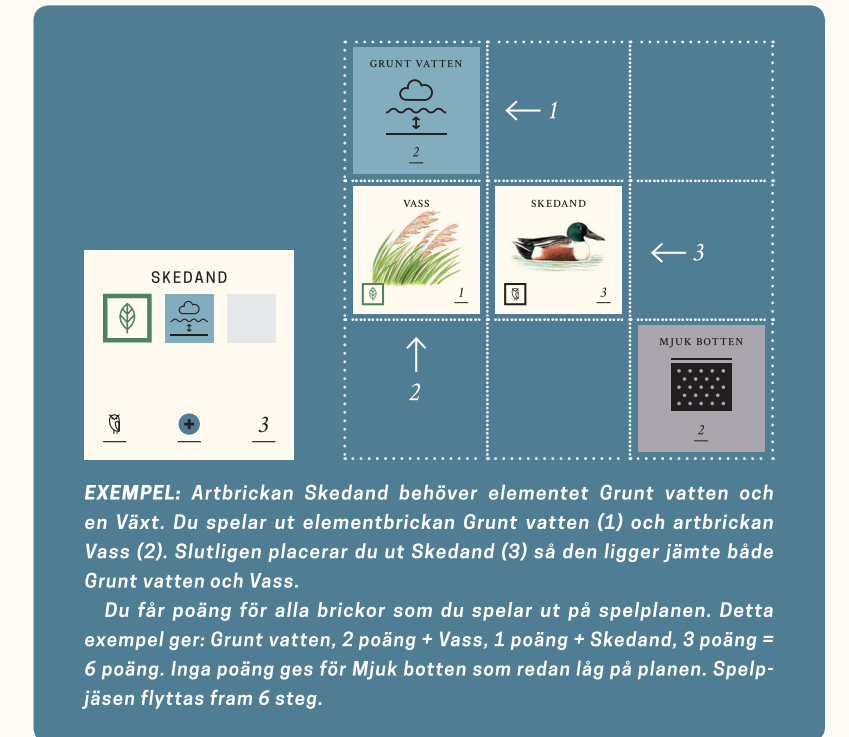 GRUNT VATTEN
2
1
VASS
1
SKEDAND
3
3
SKEDAND
3
2
MJUK BOTTEN
2
EXEMPEL: Artbrickan Skedand behöver elementet Grunt vatten och
en Växt. Du spelar ut elementbrickan Grunt vatten (1) och artbrickan
Vass (2). Slutligen placerar du ut Skedand (3) så den ligger jämte både
Grunt vatten och Vass.
Du får poäng för alla brickor som du spelar ut på spelplanen. Detta
exempel ger: Grunt vatten, 2 poäng + Vass, 1 poäng + Skedand, 3 poäng =
6 poäng. Inga poäng ges för Mjuk botten som redan låg på planen. Spelp-
jäsen flyttas fram 6 steg.